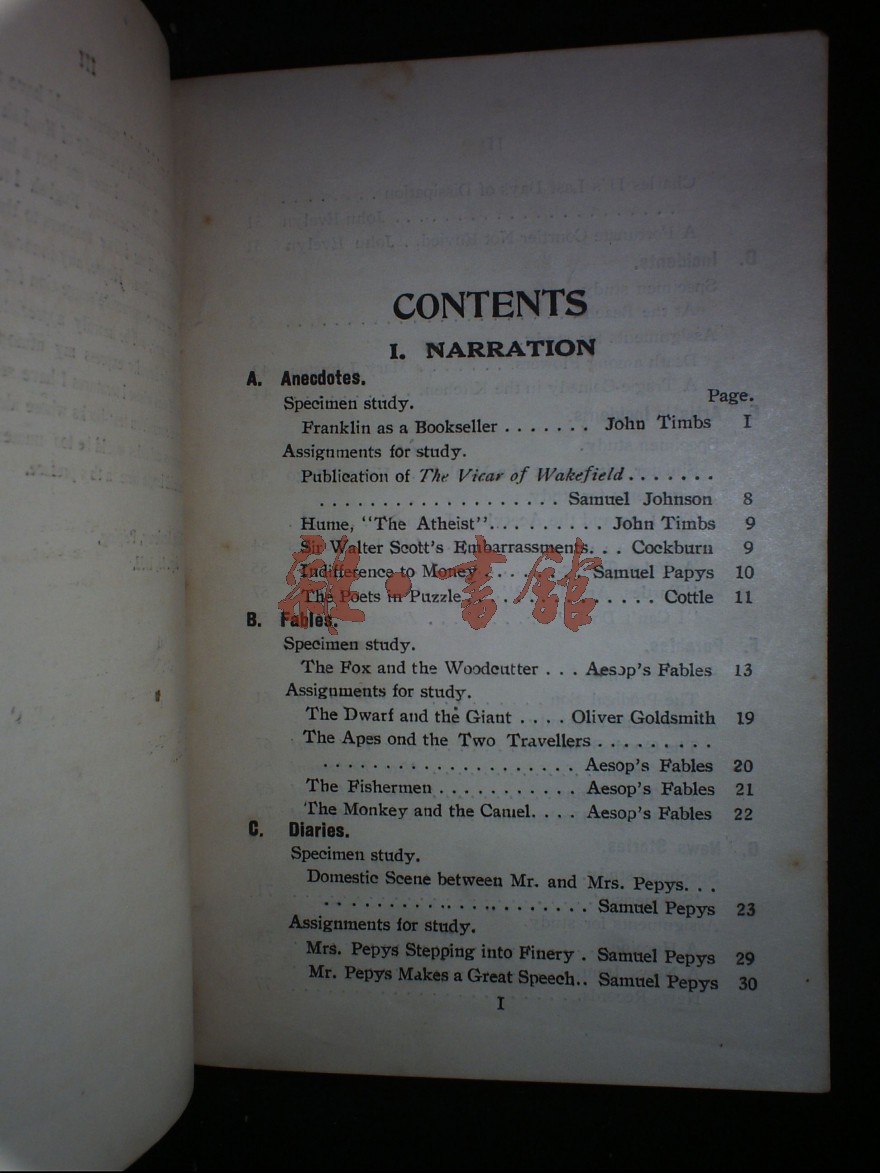 III
CONTENTS
I. NARRATION
A. Anecdotes.
Specimen study. Page.
Franklin as a Bookseller . . . . . . . John Timbs 1
Assignments for study.
Publication of The Vicar of Wakefield . . . . . . .
. . . . . . . . . . . . . . . . . . Samuel Johnson 8
Hume, "The Atheist" . . . . . . . . . John Timbs 9
Sir Walter Scott's Embarrassments. . . Cockburn 9
Indifference to Money . . . . . . . Samuel Papys 10
The Poets in Puzzle . . . . . . . . . . . . . . Cottle 11
B. Fables.
Specimen study.
The Fox and the Woodcutter . . . Aesop's Fables 13
Assignments for study.
The Dwarf and the Giant . . . . Oliver Goldsmith 19
The Apes ond the Two Travellers . . . . . . . . .
. . . . . . . . . . . . . . . . . . . Aesop's Fables 20
The Fishermen . . . . . . . . . . . Aesop's Fables 21
The Monkey and the Camel. . . . Aesop's Fables 22
C. Diaries.
Specimen study.
Domestic Scene between Mr. and Mrs. Pepys. . .
. . . . . . . . . . . . . . . . . . . . Samuel Pepys 23
Assignments for study.
Mrs. Pepys Stepping into Finery . Samuel Pepys 29
Mr. Pepys Makes a Great Speech.. Samuel Pepys 30
I
雜·書館